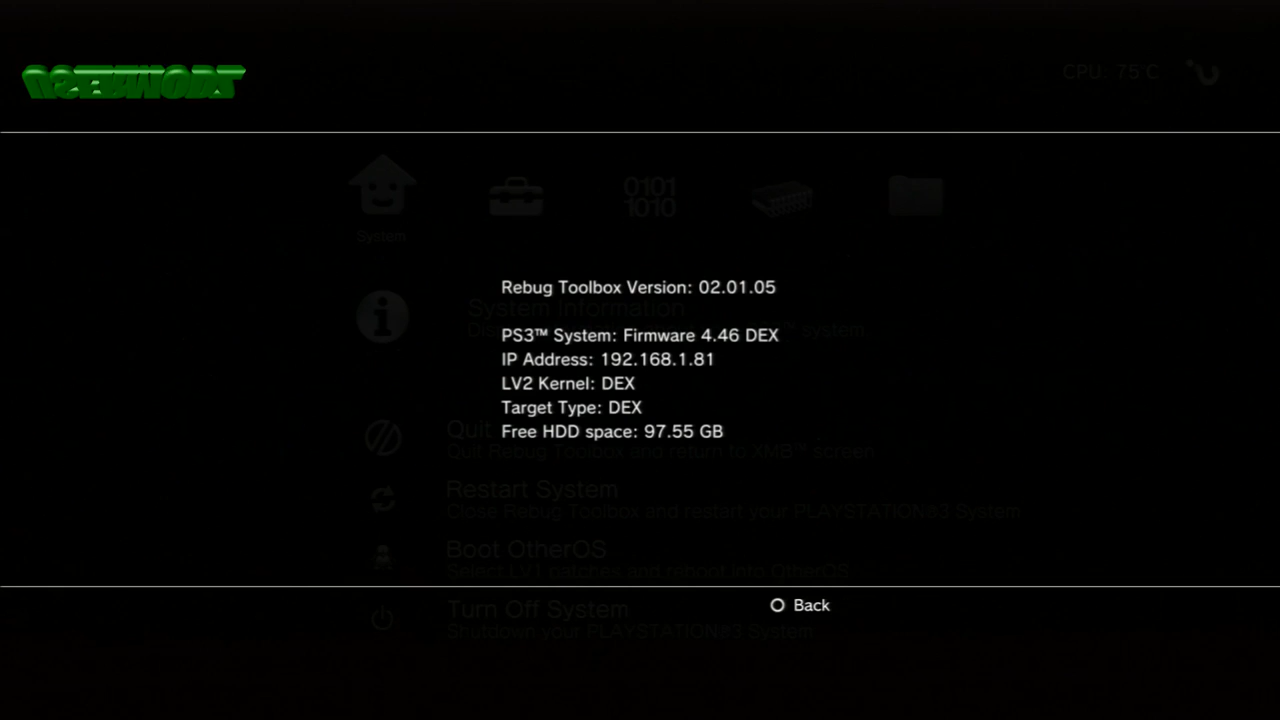 CPU: 75°C
0101
1010
System
Rebug Toolbox Version: 02.01.05
System Information
system.
PS3™ System: Firmware 4.46 DEX
IP Address: 192.168.1.81
LV2 Kernel: DEX
Target Type: DEX
Free HDD space: 97.55 GB
Quit
Quit Rebug Toolbox and return to XMB™ screen
Restart System
Close Rebug Toolbox and restart your PLAYSTATION®3 System
Boot OtherOS
Select LV1 patches and reboot into OtherOS
Back
Turn Off System
Shutdown your PLAYSTATION®3 System